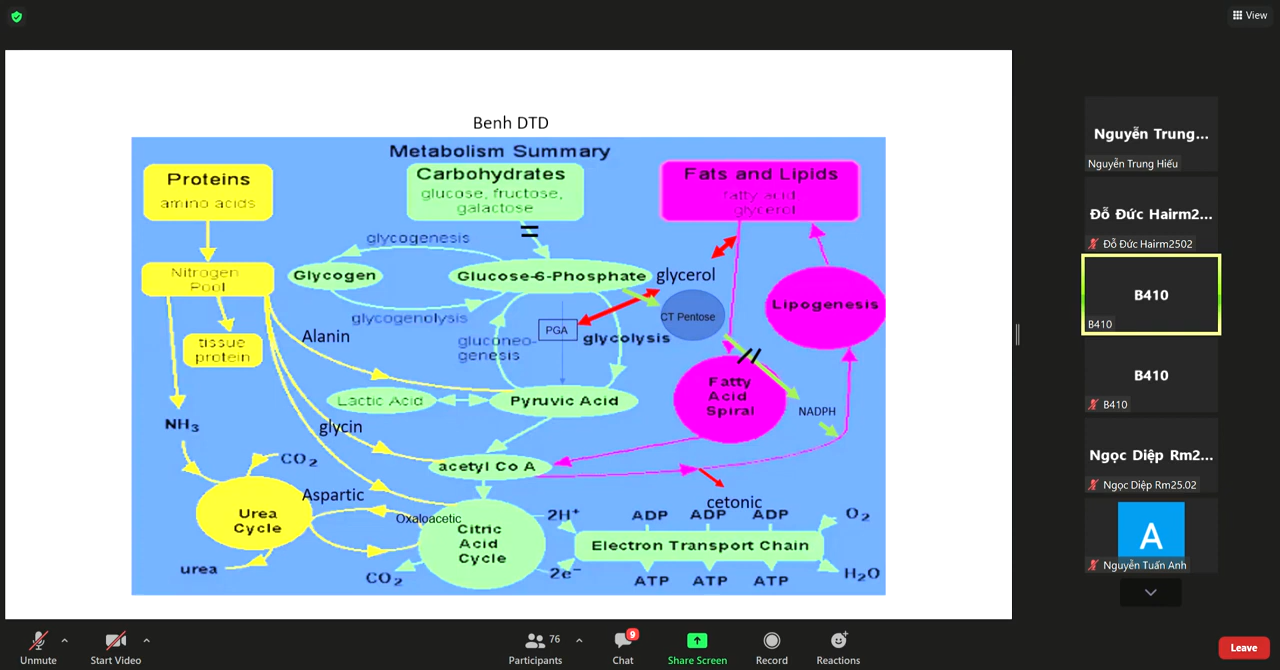 View
Benh DTD
Metabolism Summary
Proteins
amino acids
Carbohydrates
glucose, fructose,
galactose
Fats and Lipids
fatty acid
glycerol
glycogenesis
Nitrogen
Pool
Glycogen
Glucose-6-Phosphate
glycerol
Lipogenesis
glycogenolysis
CT Pentose
PGA
Alanin
gluconeo-
genesis
glycolysis
tissue
protein
Fatty
Acid
Spiral
Lactic Acid
Pyruvic Acid
NADPH
NH3
glycin
CO2
acetyl Co A
Aspartic
cetonic
Urea
Cycle
Oxaloacetic
Citric
Acid
Cycle
2H+
ADP ADP ADP
O2
Electron Transport Chain
urea
CO2
2e-
ATP ATP ATP
H2O
Nguyễn Trung...
Nguyễn Trung Hiếu
Đỗ Đức Hairm2...
Đỗ Đức Hairm2502
B410
B410
B410
B410
Ngọc Diệp Rm2...
Ngọc Diệp Rm25.02
A
Nguyễn Tuấn Anh
Unmute
Start Video
76
Participants
9
Chat
Share Screen
Record
Reactions
Leave